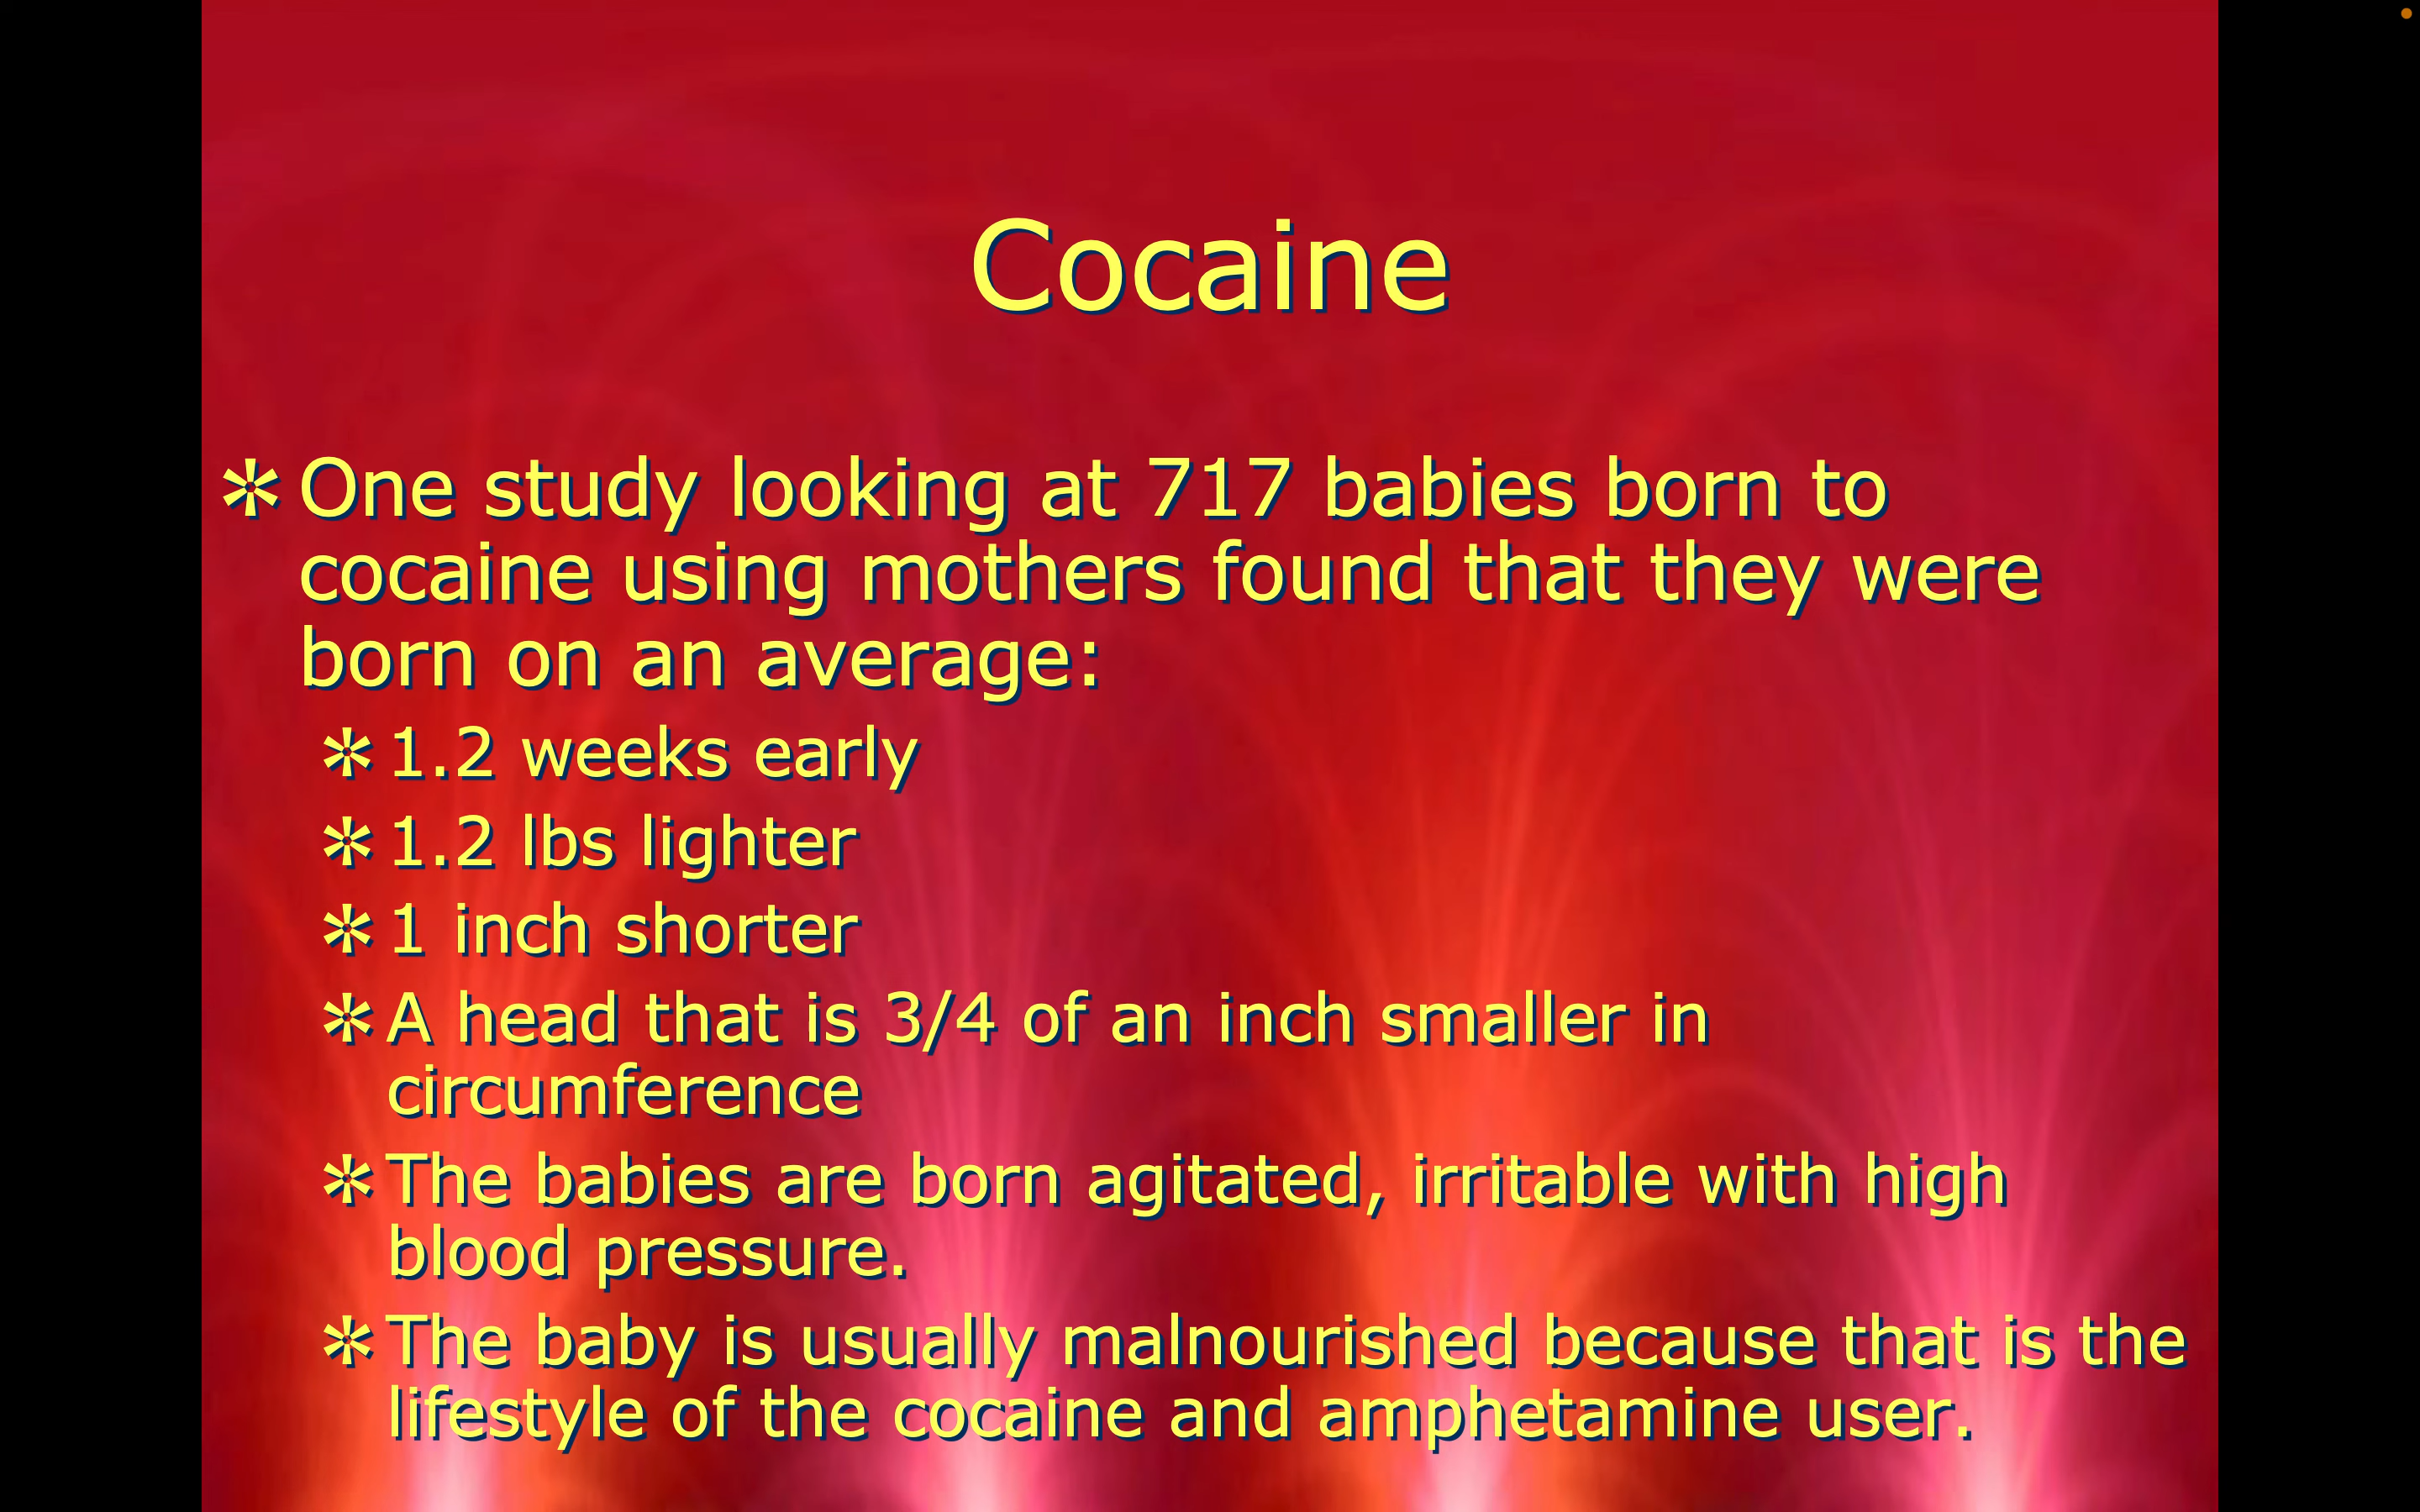 Cocaine
One study looking at 717 babies born to
cocaine using mothers found that they were
born on an average:
1.2 weeks early
1.2 lbs lighter
1 inch shorter
A head that is 3/4 of an inch smaller in
circumference
The babies are born agitated, irritable with high
blood pressure.
The baby is usually malnourished because that is the
lifestyle of the cocaine and amphetamine user.